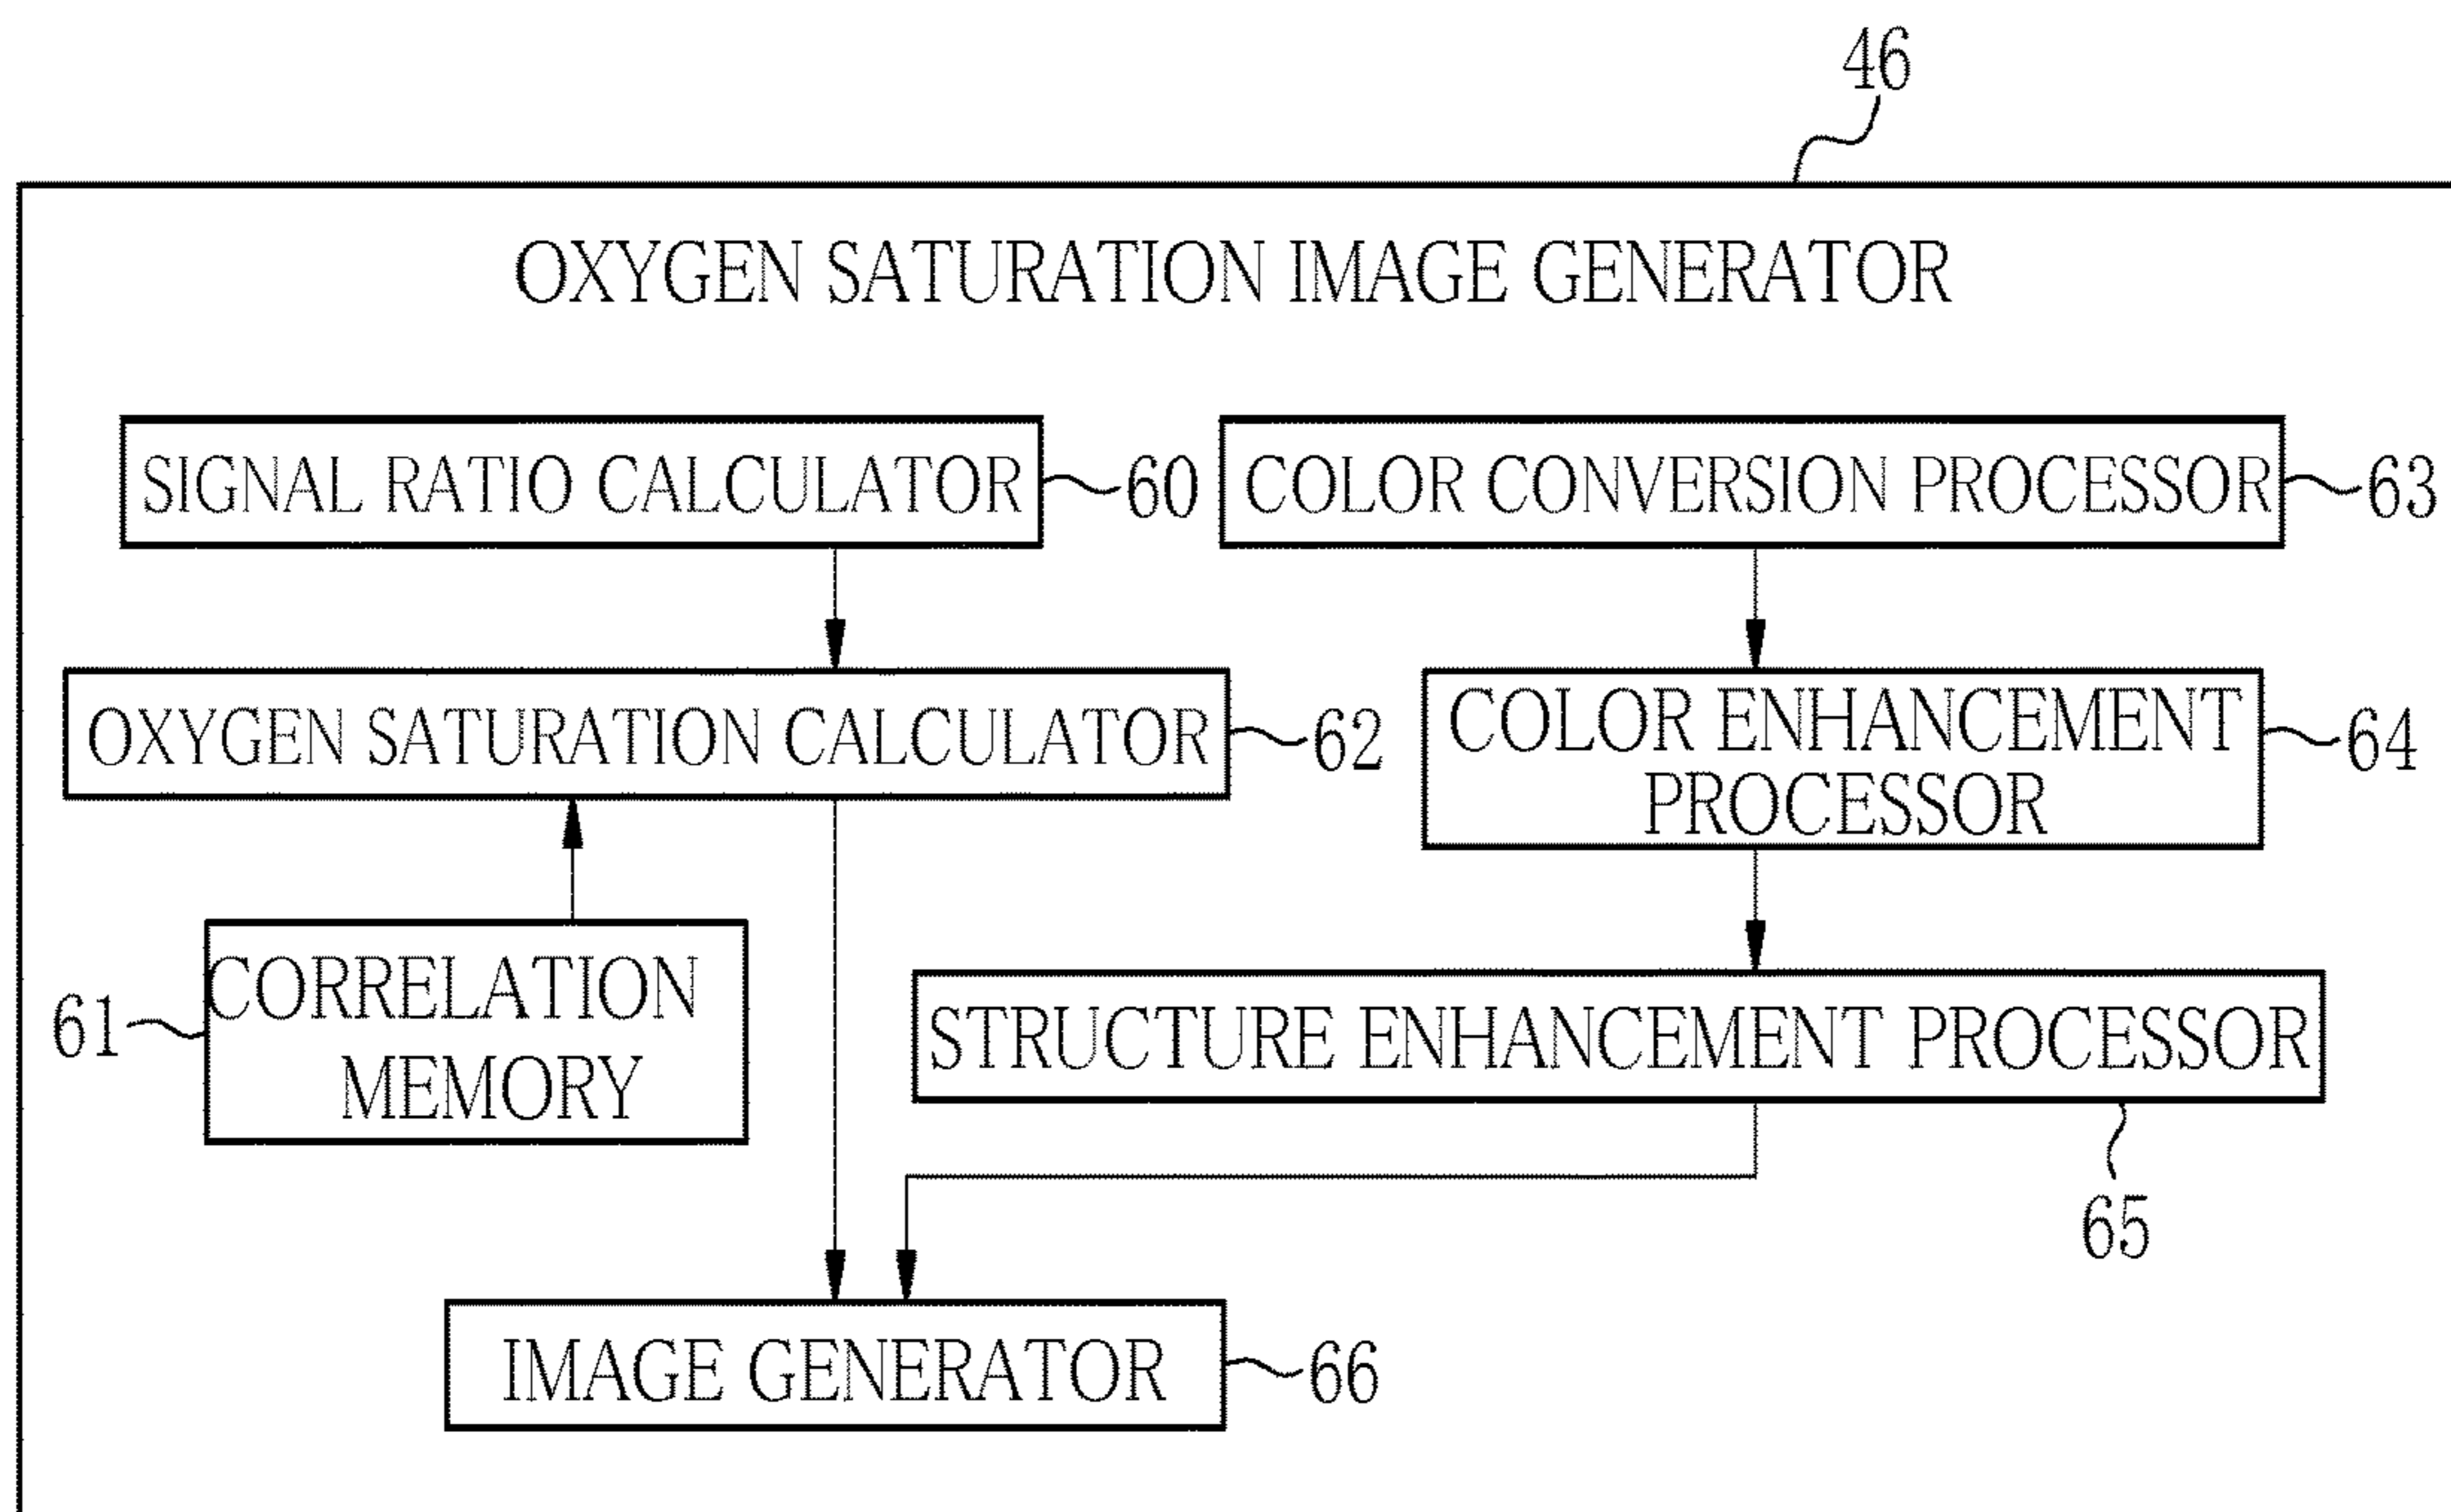 46
OXYGEN SATURATION IMAGE GENERATOR
SIGNAL RATIO CALCULATOR
60
COLOR CONVERSION PROCESSOR
63
OXYGEN SATURATION CALCULATOR
62
COLOR ENHANCEMENT
PROCESSOR
64
CORRELATION
MEMORY
61
STRUCTURE ENHANCEMENT PROCESSOR
65
IMAGE GENERATOR
66